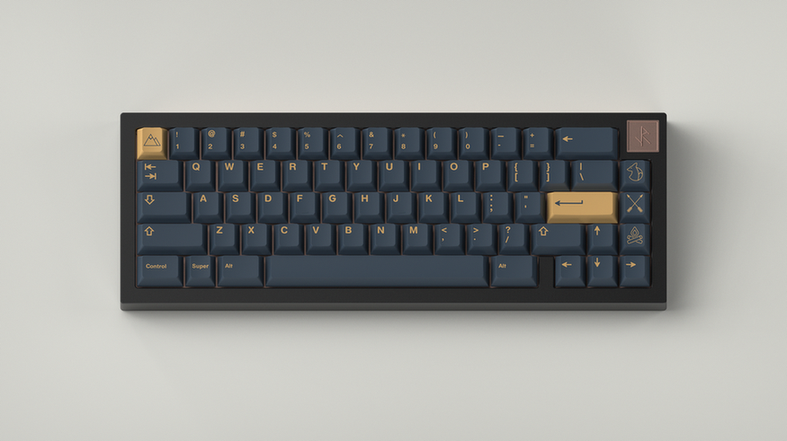 ! @ # $ % ^ & * ( ) _ +
1 2 3 4 5 6 7 8 9 0 - =
Q W E R T Y U I O P { } |
[ ] \
A S D F G H J K L : "
; '
Z X C V B N M < > ?
, . /
Control Super Alt Alt